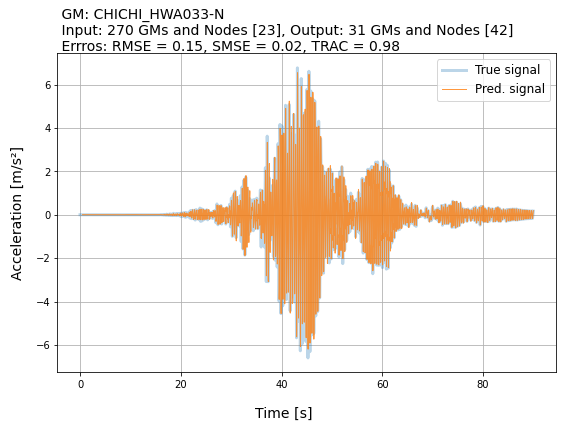 GM: CHICHI_HWA033-N
Input: 270 GMs and Nodes [23], Output: 31 GMs and Nodes [42]
Errros: RMSE = 0.15, SMSE = 0.02, TRAC = 0.98
True signal
Pred. signal
6
4
2
0
−2
−4
−6
Acceleration [m/s²]
0 20 40 60 80
Time [s]